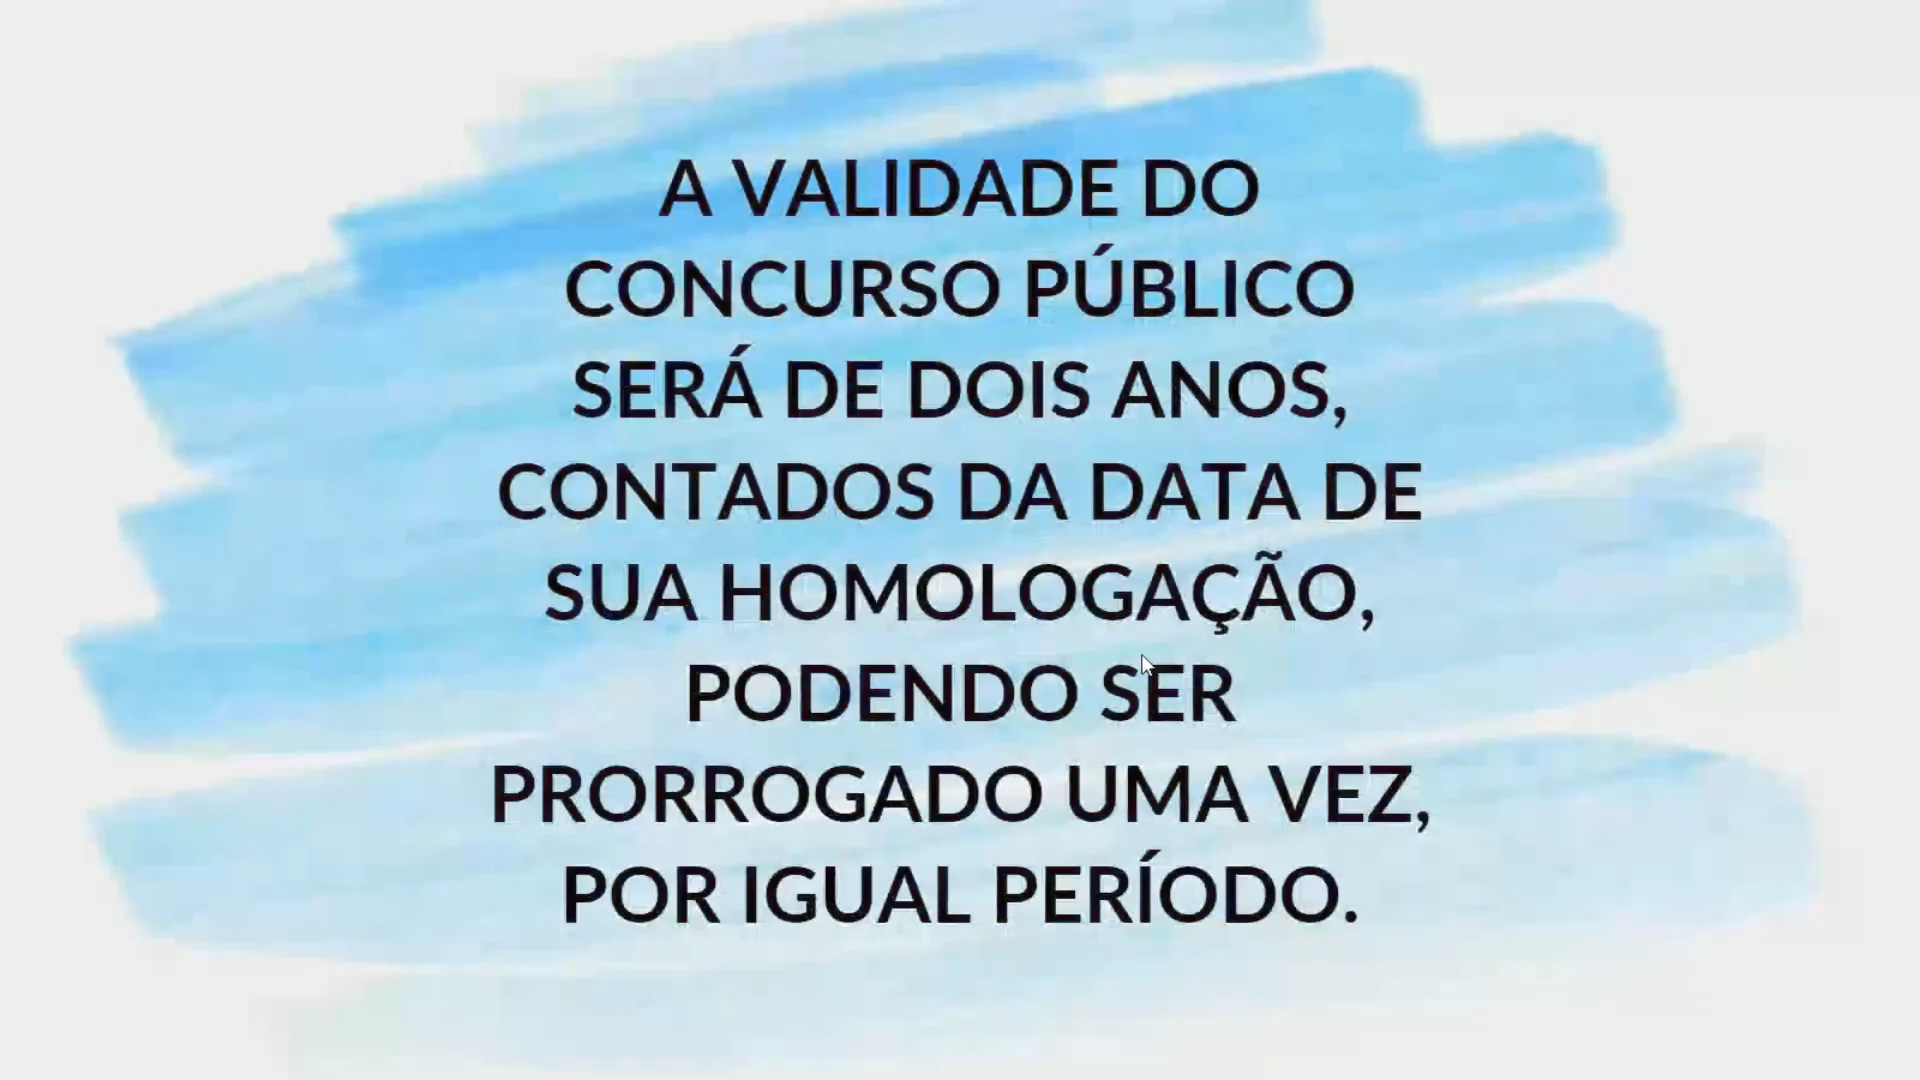 A VALIDADE DO
CONCURSO PÚBLICO
SERÁ DE DOIS ANOS,
CONTADOS DA DATA DE
SUA HOMOLOGAÇÃO,
PODENDO SER
PRORROGADO UMA VEZ,
POR IGUAL PERÍODO.